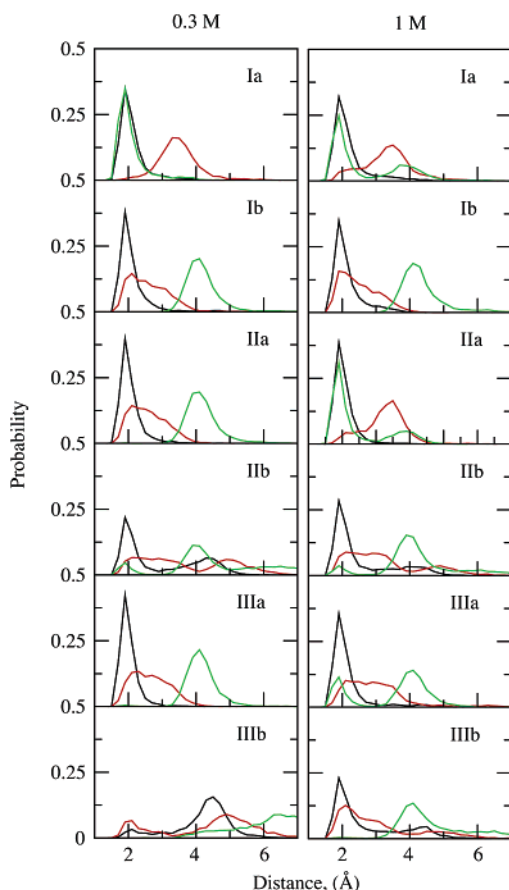 0.3 M 1 M
0.5 Ia Ia
0.25
0.5 Ib Ib
0.25
0.5 IIa IIa
0.25
Probability
0.5 IIb IIb
0.25
0.5 IIIa IIIa
0.25
0.5 IIIb IIIb
0.25
0
2 4 6 2 4 6
Distance, (Å)